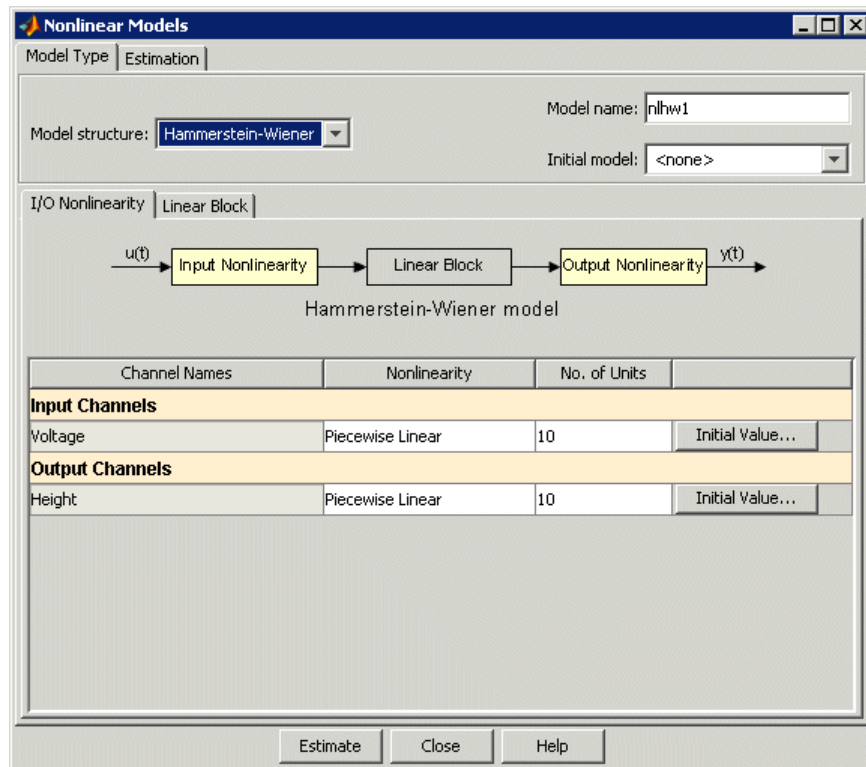 Nonlinear Models
Model Type Estimation
Model name: nlhw1
Model structure: Hammerstein-Wiener
Initial model: <none>
I/O Nonlinearity Linear Block
u(t) Input Nonlinearity Linear Block Output Nonlinearity y(t)
Hammerstein-Wiener model
Channel Names Nonlinearity No. of Units
Input Channels
Voltage Piecewise Linear 10 Initial Value...
Output Channels
Height Piecewise Linear 10 Initial Value...
Estimate Close Help